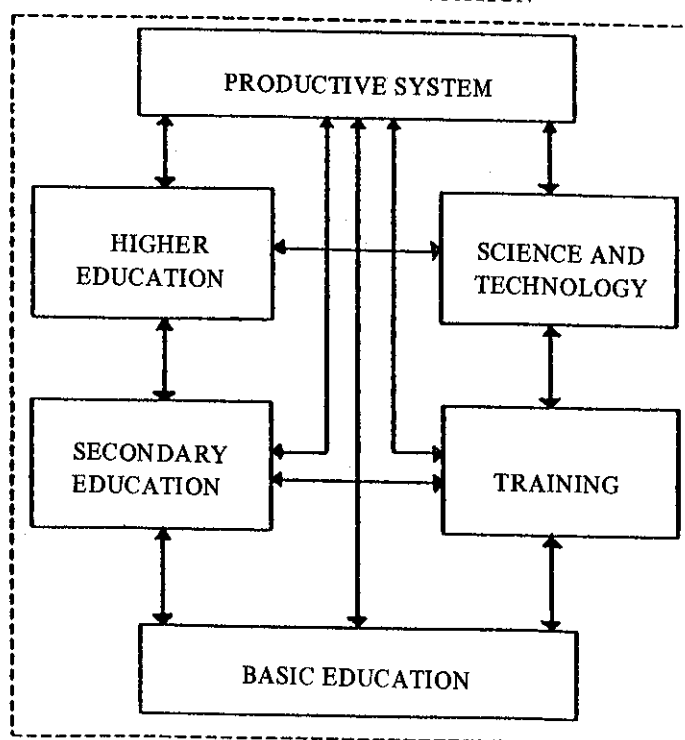 PRODUCTIVE SYSTEM
HIGHER
EDUCATION
SCIENCE AND
TECHNOLOGY
SECONDARY
EDUCATION
TRAINING
BASIC EDUCATION